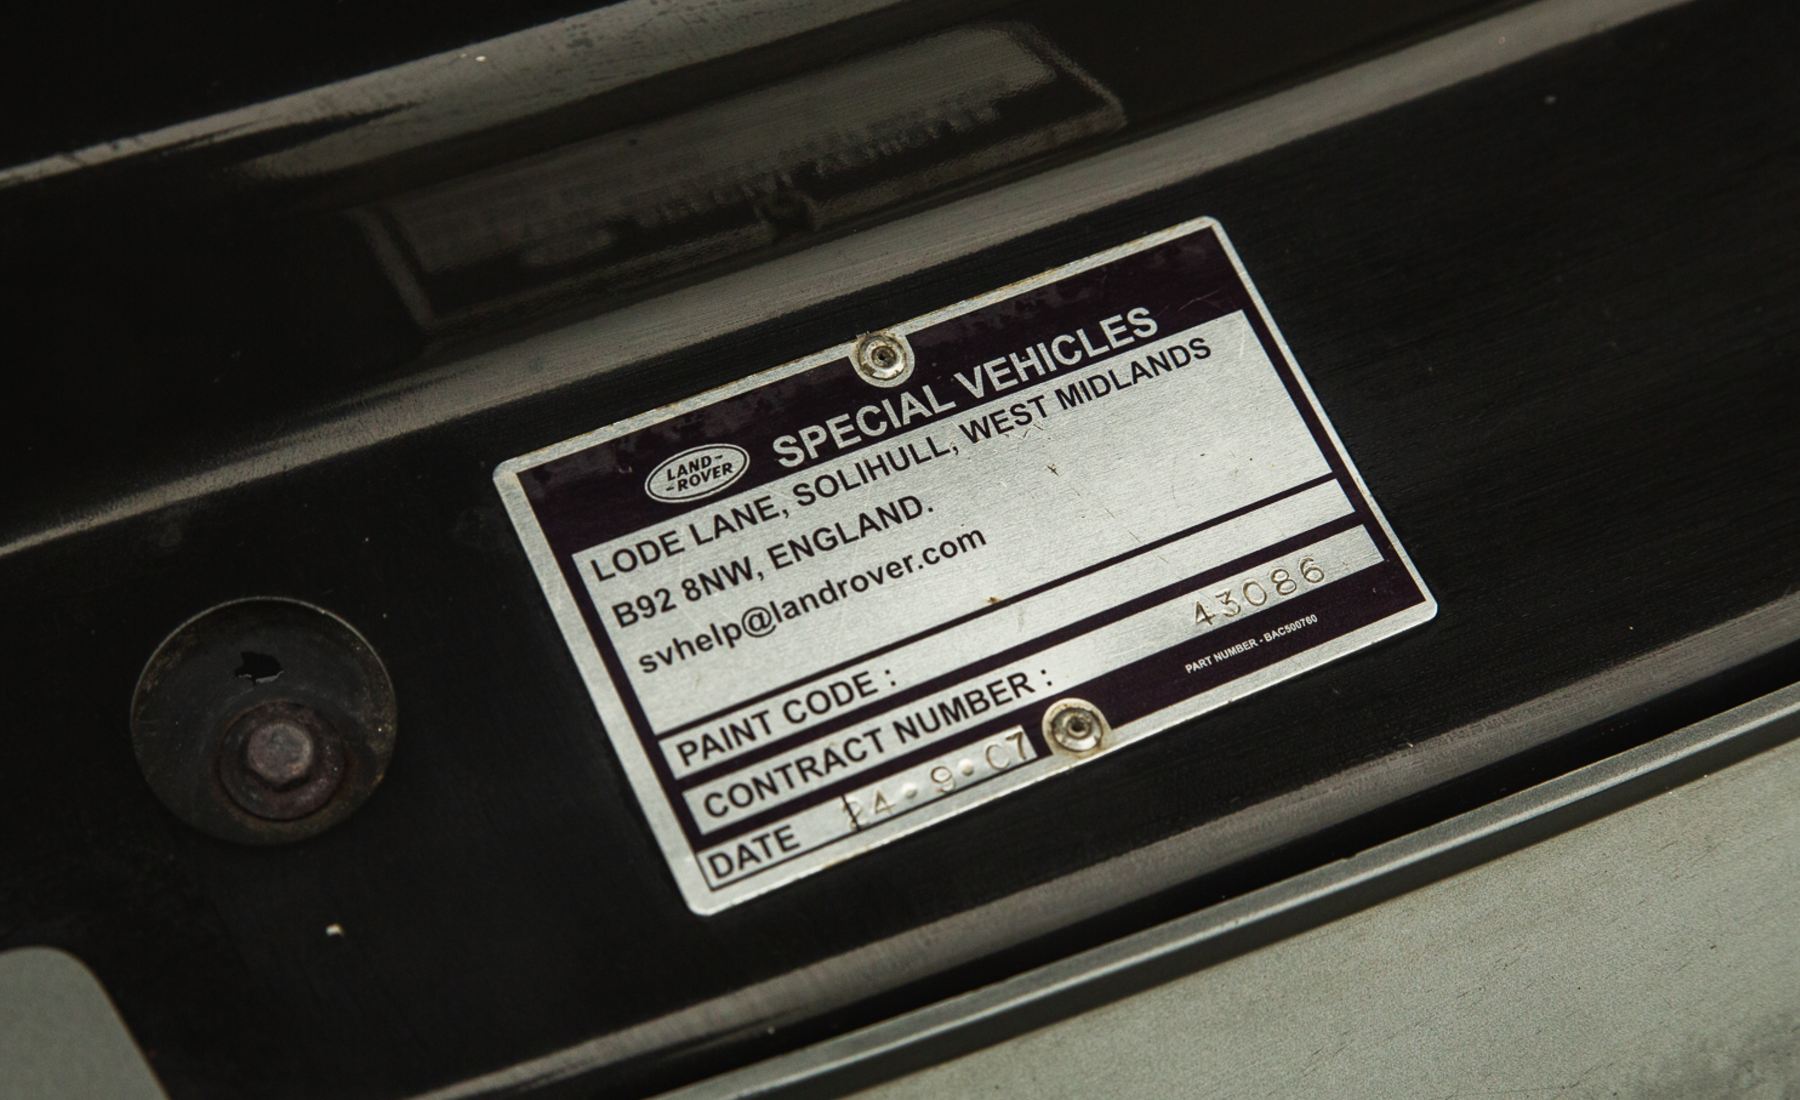 LAND-
-ROVER
SPECIAL VEHICLES
LODE LANE, SOLIHULL, WEST MIDLANDS
B92 8NW, ENGLAND.
svhelp@landrover.com
PAINT CODE :
CONTRACT NUMBER : 43086
DATE 24•9•07
PART NUMBER - BAC500760